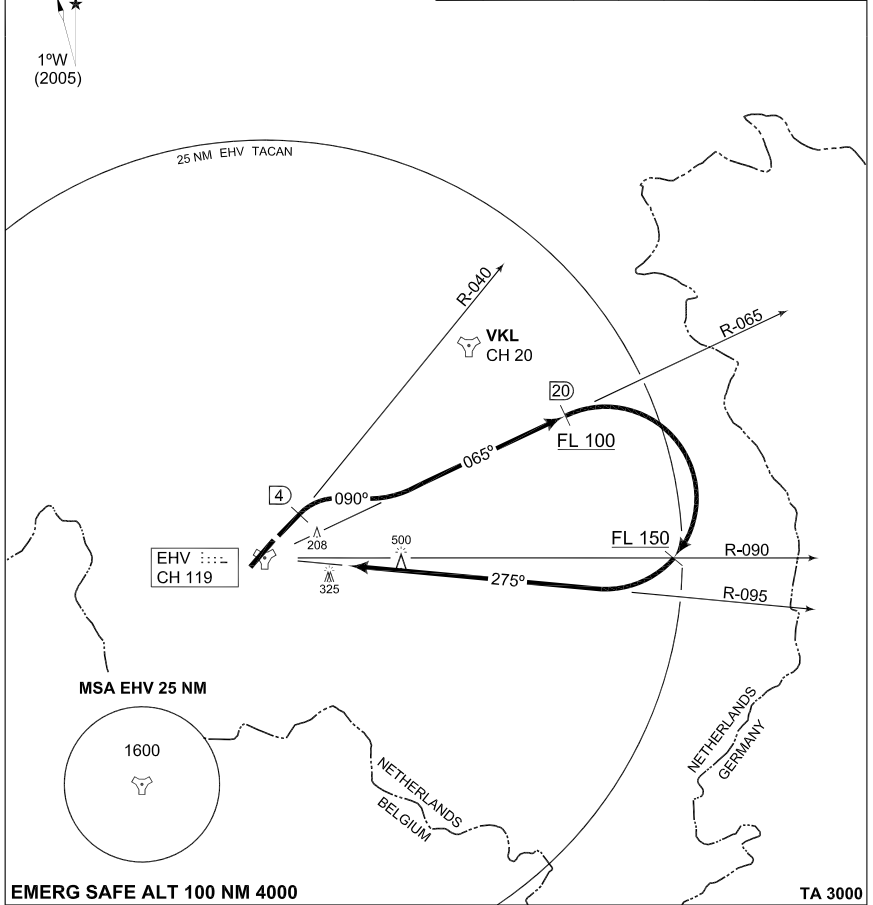 1ºW
(2005)
25 NM EHV TACAN
R-040
R-065
VKL
CH 20
20
FL 100
065º
4
090º
208
500
FL 150
R-090
EHV
CH 119
325
275º
R-095
MSA EHV 25 NM
1600
NETHERLANDS
GERMANY
NETHERLANDS
BELGIUM
EMERG SAFE ALT 100 NM 4000
TA 3000